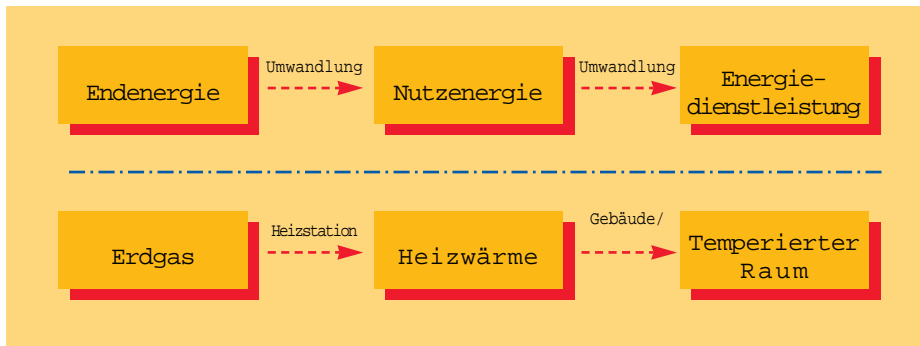 Umwandlung
Umwandlung
Endenergie
Nutzenergie
Energie-
dienstleistung
Heizstation
Gebäude/
Erdgas
Heizwärme
Temperierter
Raum